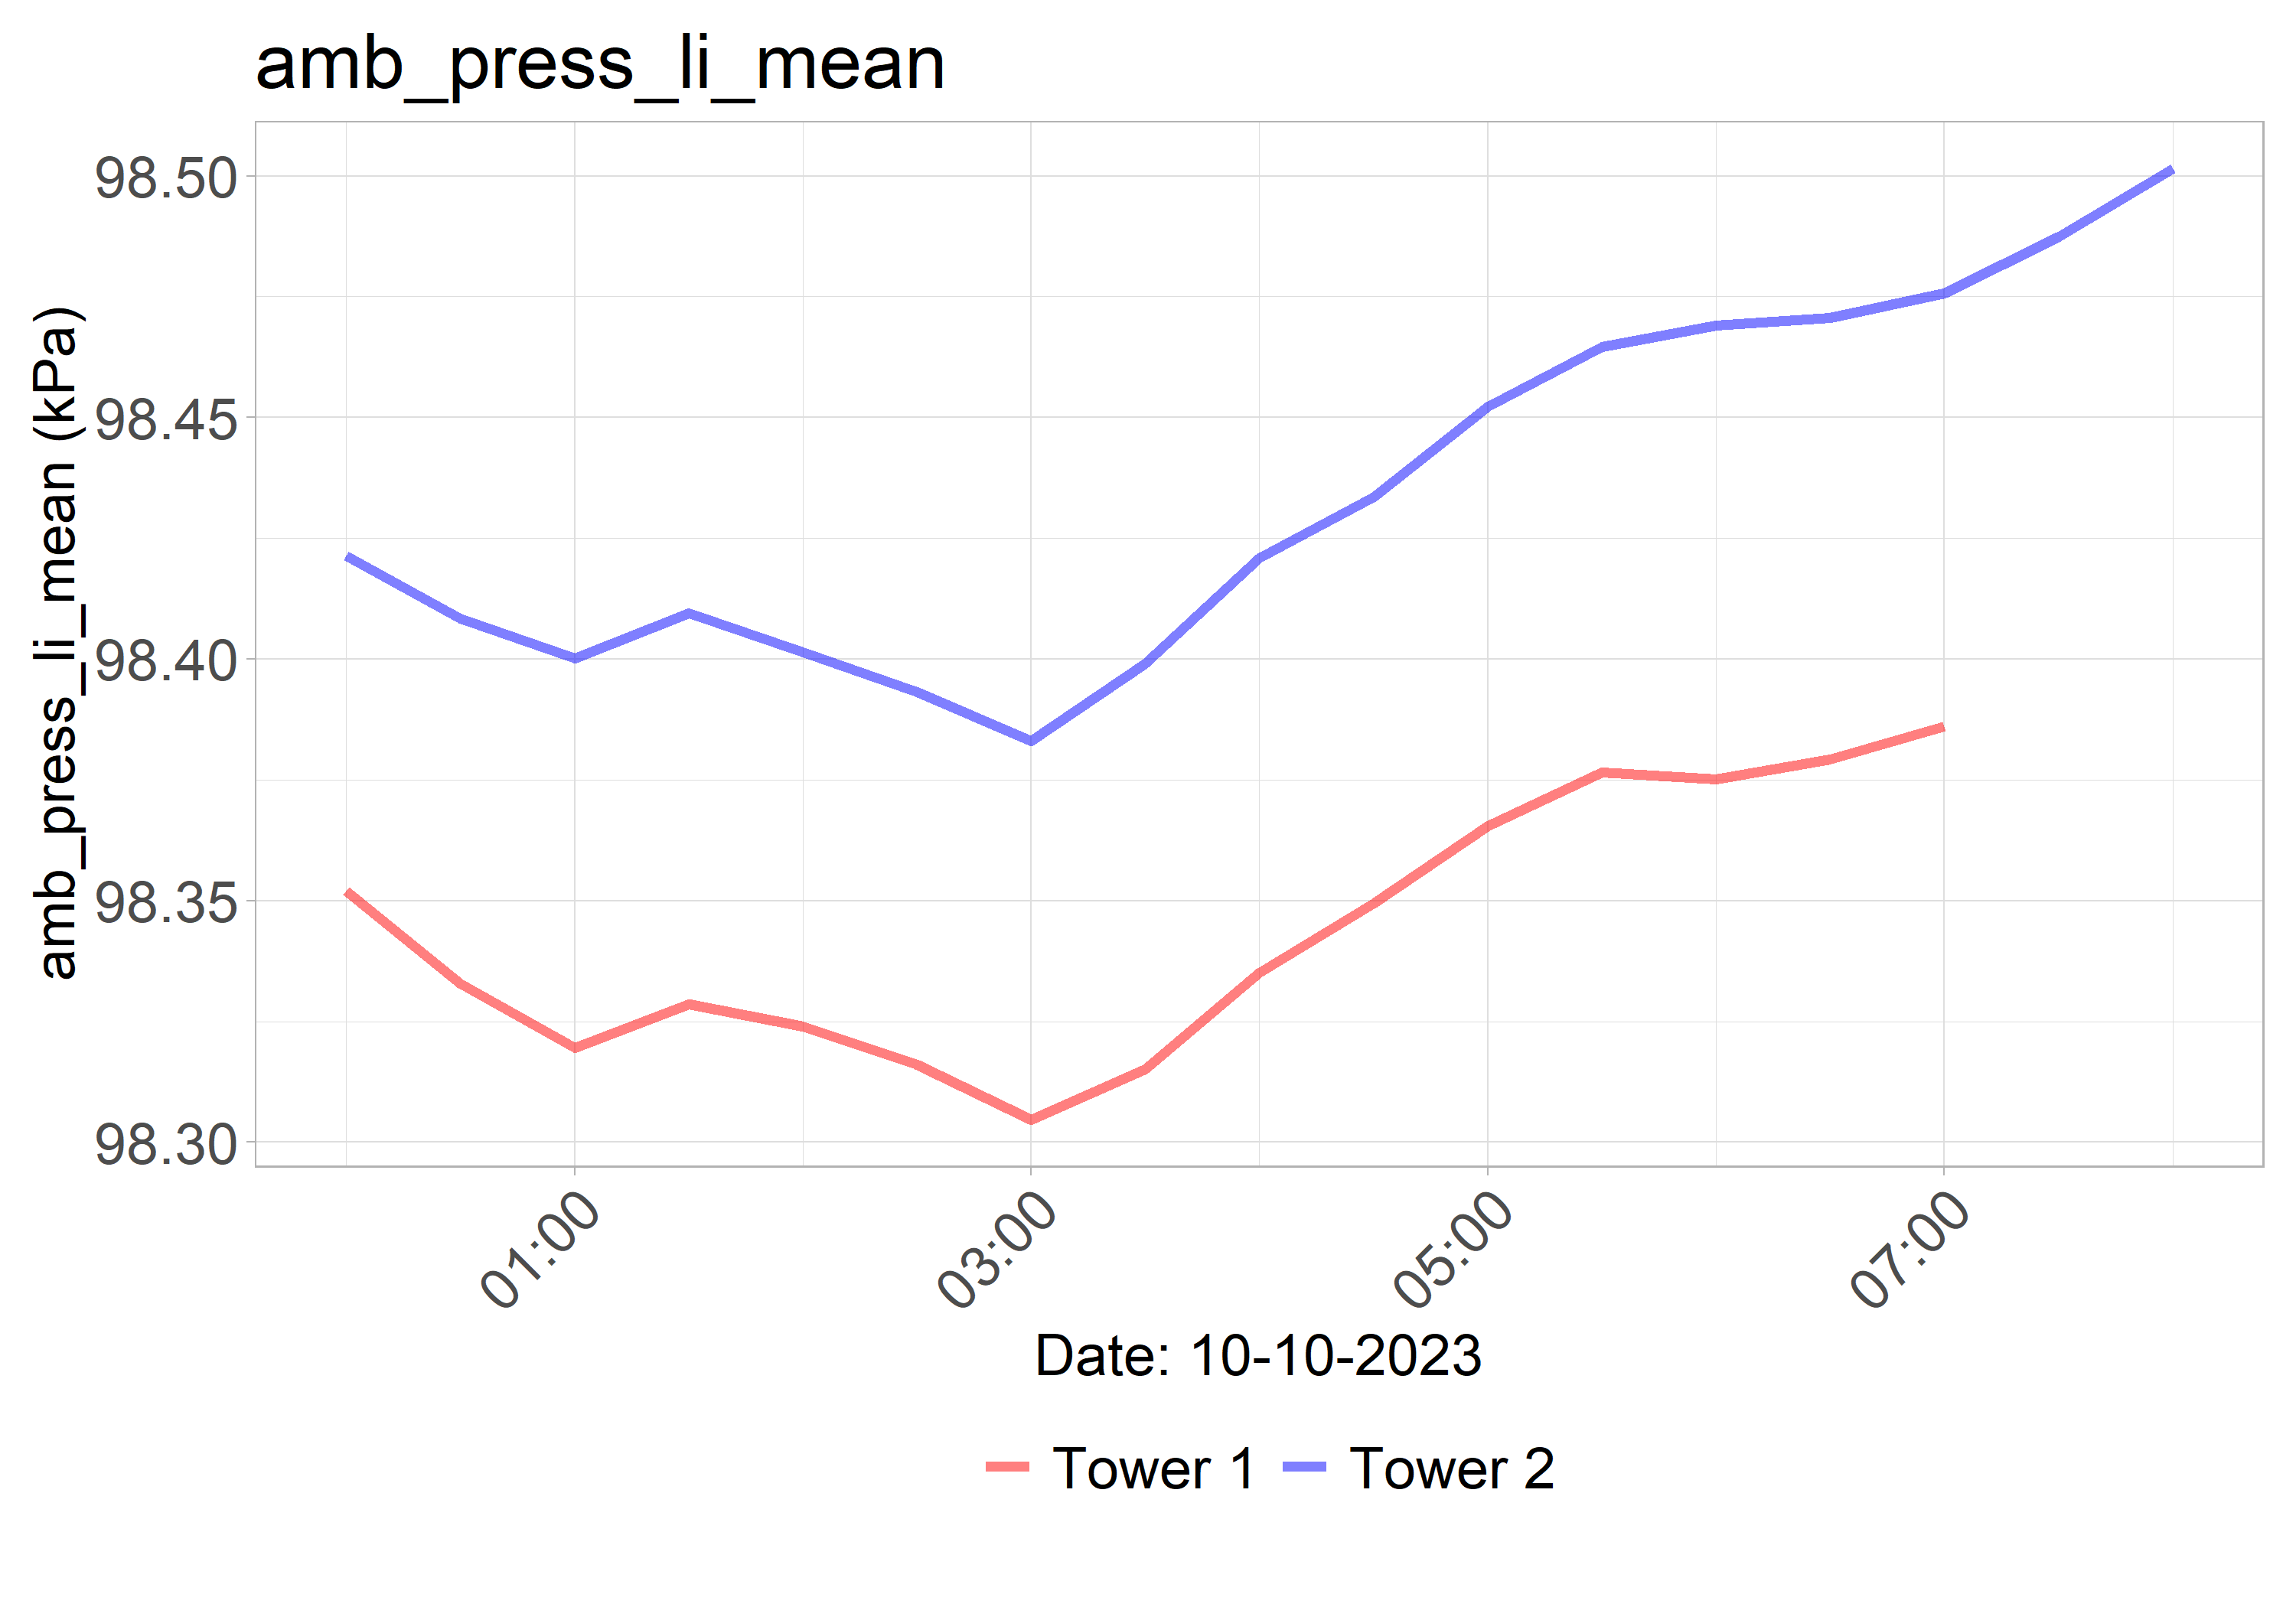 amb_press_li_mean
amb_press_li_mean (kPa)
98.50
98.45
98.40
98.35
98.30
01:00
03:00
05:00
07:00
Date: 10-10-2023
Tower 1
Tower 2